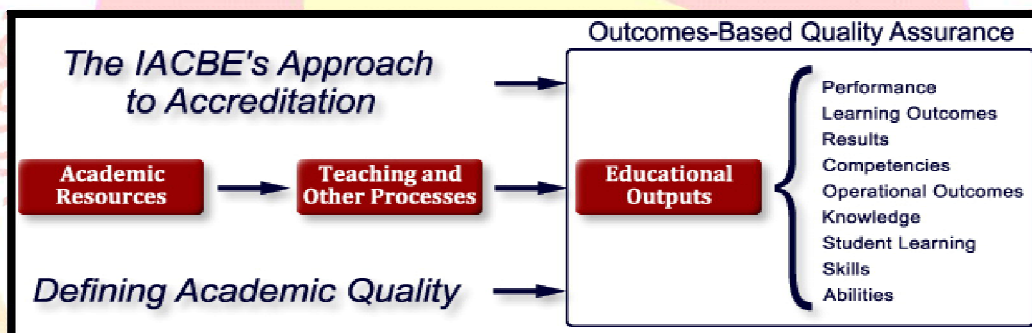 Outcomes-Based Quality Assurance
The IACBE's Approach
to Accreditation
Academic
Resources
Teaching and
Other Processes
Educational
Outputs
Performance
Learning Outcomes
Results
Competencies
Operational Outcomes
Knowledge
Student Learning
Skills
Abilities
Defining Academic Quality